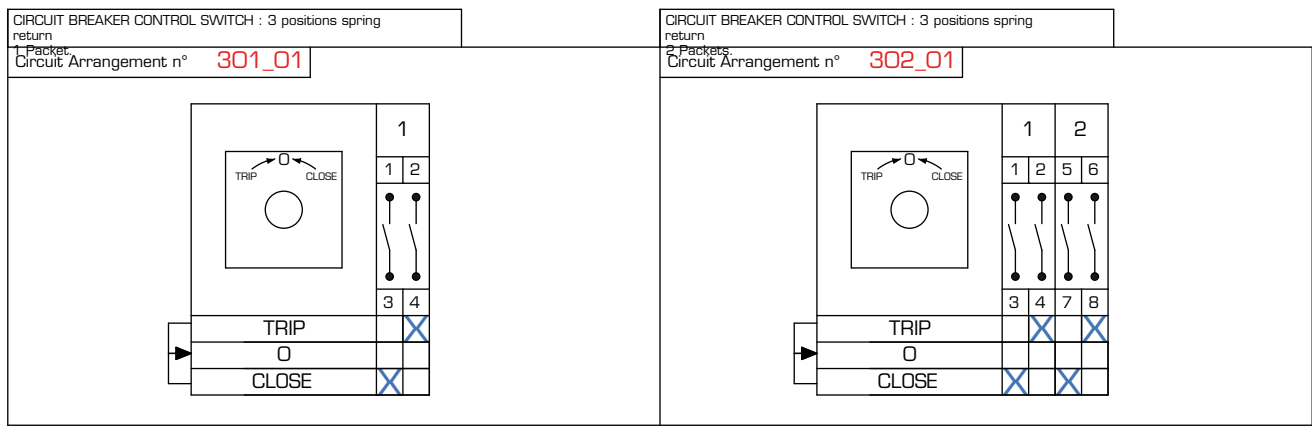 CIRCUIT BREAKER CONTROL SWITCH : 3 positions spring
return
1 Packet.
Circuit Arrangement n° 301_01
1
O
TRIP CLOSE
1 2
3 4
TRIP X
O
CLOSE X
CIRCUIT BREAKER CONTROL SWITCH : 3 positions spring
return
2 Packets.
Circuit Arrangement n° 302_01
1 2
O
TRIP CLOSE
1 2 5 6
3 4 7 8
TRIP X X
O
CLOSE X X